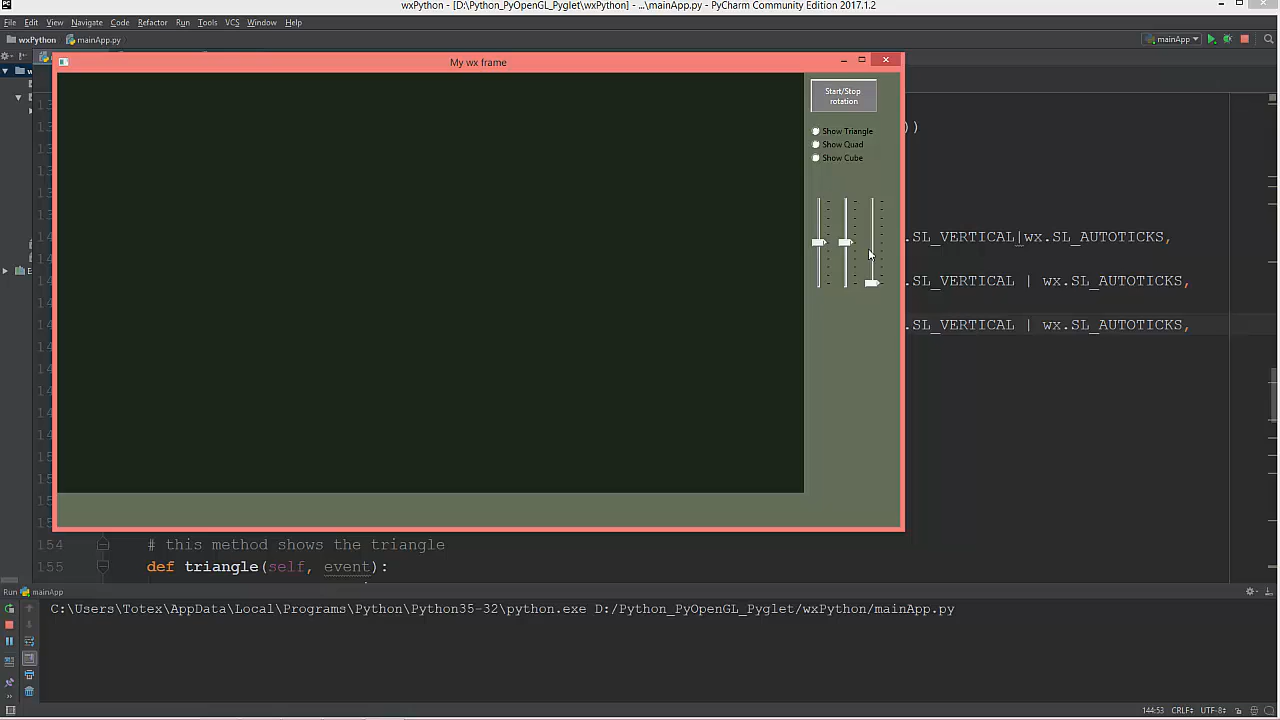 wxPython - [D:\Python_PyOpenGL_Pyglet\wxPython] - ...\mainApp.py - PyCharm Community Edition 2017.1.2
File Edit View Navigate Code Refactor Run Tools VCS Window Help
wxPython mainApp.py mainApp
My wx frame
Start/Stop
rotation
Show Triangle
Show Quad
Show Cube
))
.SL_VERTICAL|wx.SL_AUTOTICKS,
.SL_VERTICAL | wx.SL_AUTOTICKS,
.SL_VERTICAL | wx.SL_AUTOTICKS,
154 # this method shows the triangle
155 def triangle(self, event):
Run mainApp
C:\Users\Totex\AppData\Local\Programs\Python\Python35-32\python.exe D:/Python_PyOpenGL_Pyglet/wxPython/mainApp.py
144:53 CRLF UTF-8